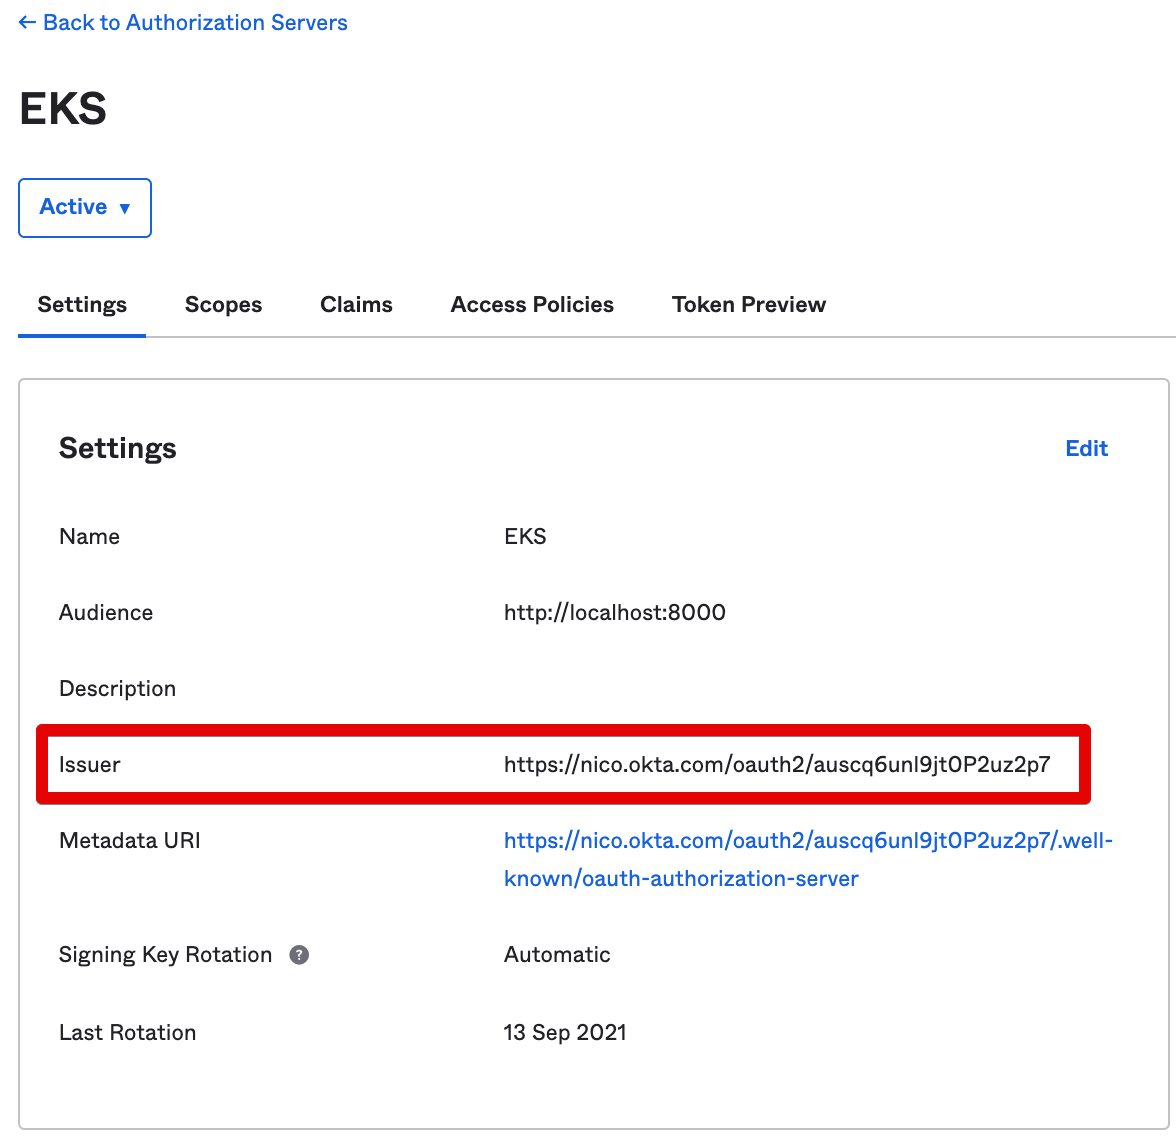 ← Back to Authorization Servers
EKS
Active ▼
Settings Scopes Claims Access Policies Token Preview
Settings Edit
Name EKS
Audience http://localhost:8000
Description
Issuer https://nico.okta.com/oauth2/auscq6unl9jt0P2uz2p7
Metadata URI https://nico.okta.com/oauth2/auscq6unl9jt0P2uz2p7/.well-
known/oauth-authorization-server
Signing Key Rotation ? Automatic
Last Rotation 13 Sep 2021